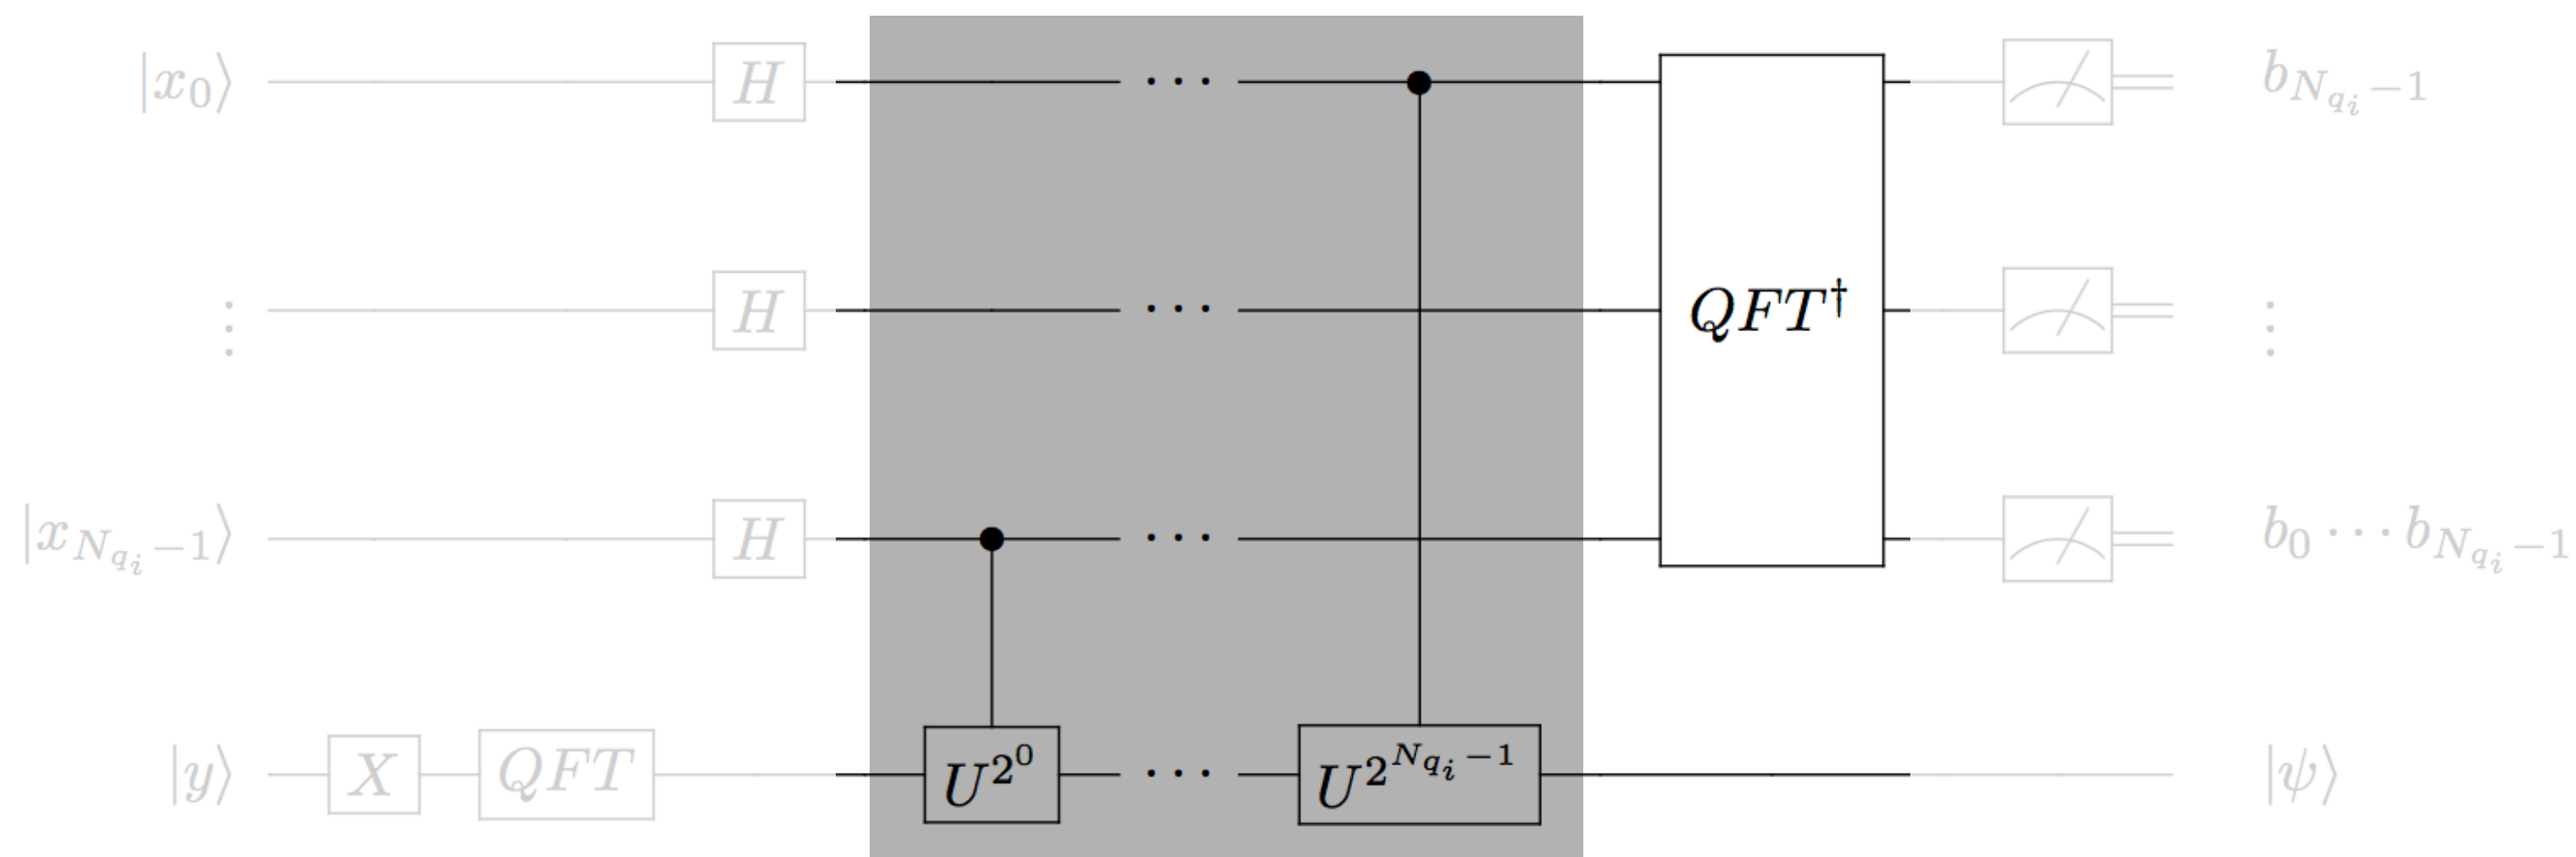 |x₀⟩ H ··· ··· b_{N_{q_i}−1}
⋮ H ··· QFT† ⋮
|x_{N_{q_i}−1}⟩ H ··· b₀ ··· b_{N_{q_i}−1}
|y⟩ X QFT U^{2^0} ··· U^{2^{N_{q_i}−1}} |ψ⟩